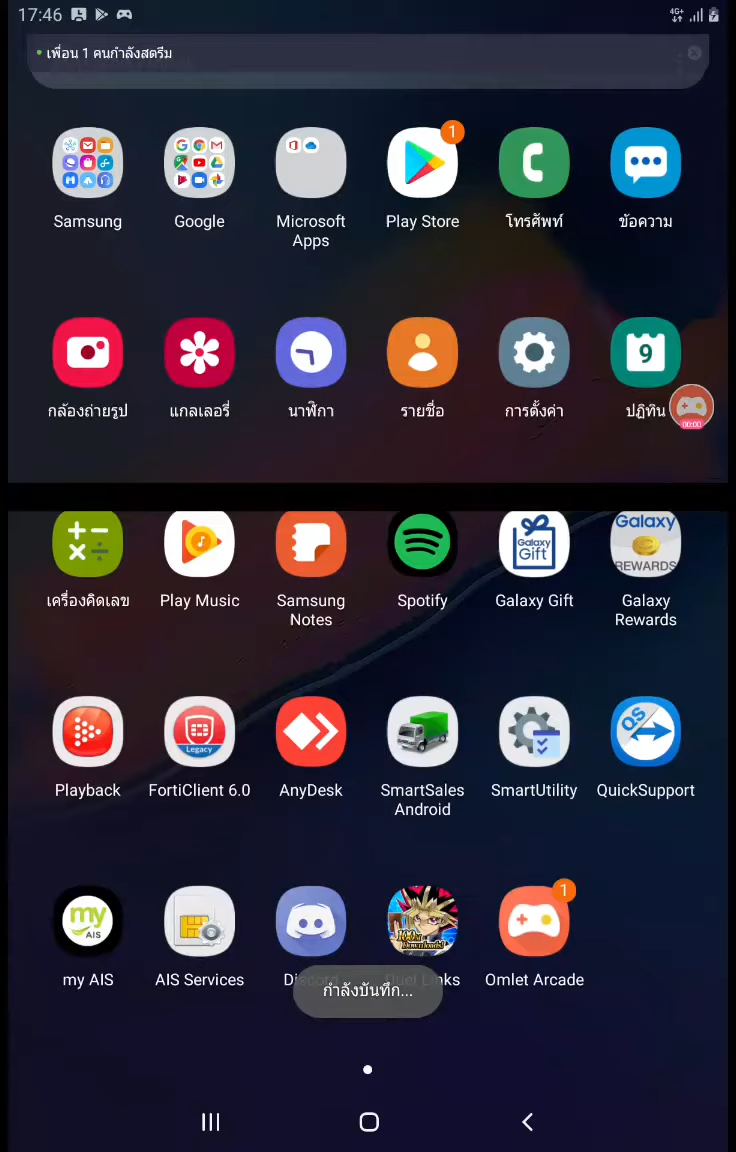 17:46
4G+
เพื่อน 1 คนกำลังสตรีม
1
Samsung
Google
Microsoft
Apps
Play Store
โทรศัพท์
ข้อความ
9
กล้องถ่ายรูป
แกลเลอรี่
นาฬิกา
รายชื่อ
การตั้งค่า
ปฏิทิน
00:00
Galaxy
Gift
Galaxy
REWARDS
เครื่องคิดเลข
Play Music
Samsung
Notes
Spotify
Galaxy Gift
Galaxy
Rewards
Legacy
QS
Playback
FortiClient 6.0
AnyDesk
SmartSales
Android
SmartUtility
QuickSupport
my
AIS
1
my AIS
AIS Services
Discord
Duel Links
Omlet Arcade
กำลังบันทึก...